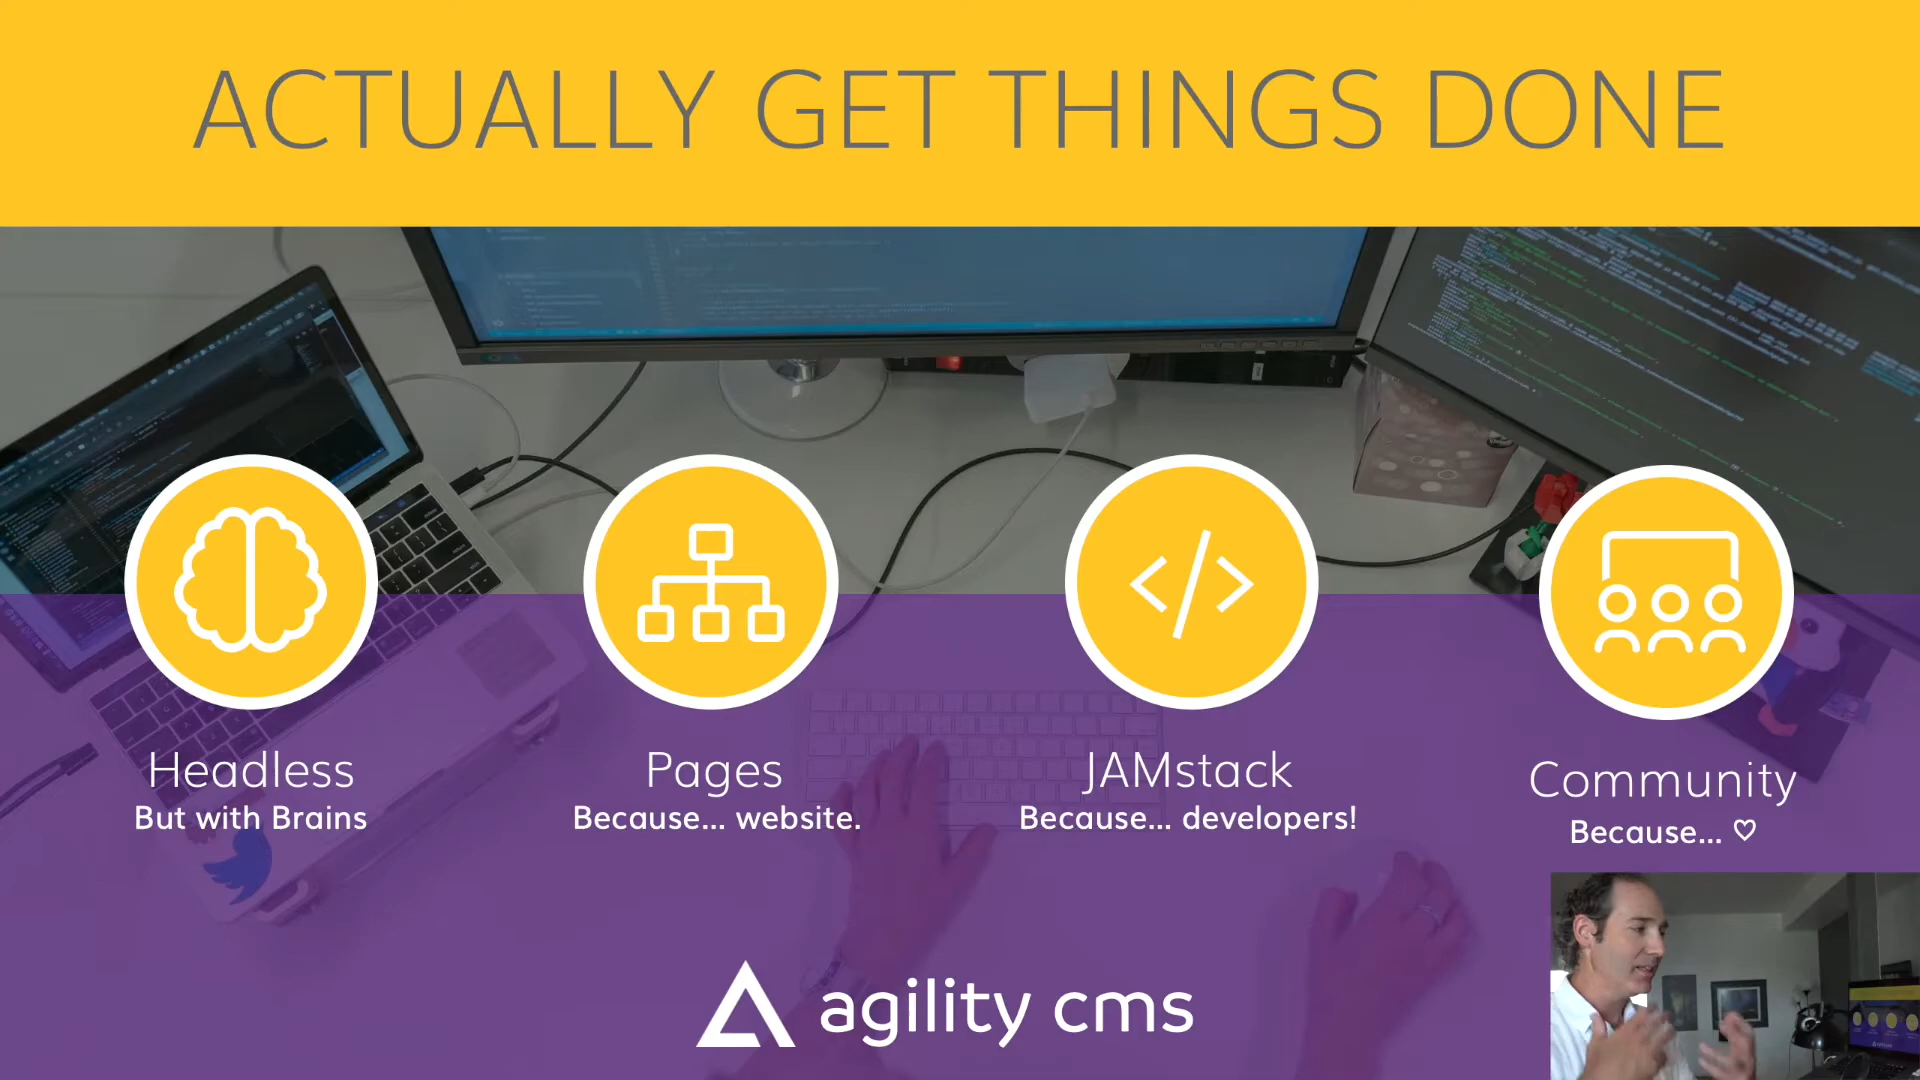 ACTUALLY GET THINGS DONE
Headless
But with Brains
Pages
Because... website.
JAMstack
Because... developers!
Community
Because... ♡
agility cms